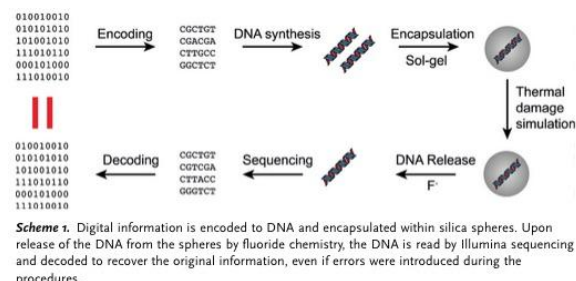 010010010
010101010
101001010
111010110
000101000
111010010
Encoding
CGCTGT
CGACGA
CTTGCC
GGCTCT
DNA synthesis
Encapsulation
Sol-gel
Thermal
damage
simulation
010010010
010101010
101001010
111010110
000101000
111010010
Decoding
CGCTGT
CGTCGA
CTTACC
GGGTCT
Sequencing
DNA Release
F-
Scheme 1. Digital information is encoded to DNA and encapsulated within silica spheres. Upon
release of the DNA from the spheres by fluoride chemistry, the DNA is read by Illumina sequencing
and decoded to recover the original information, even if errors were introduced during the
procedures.